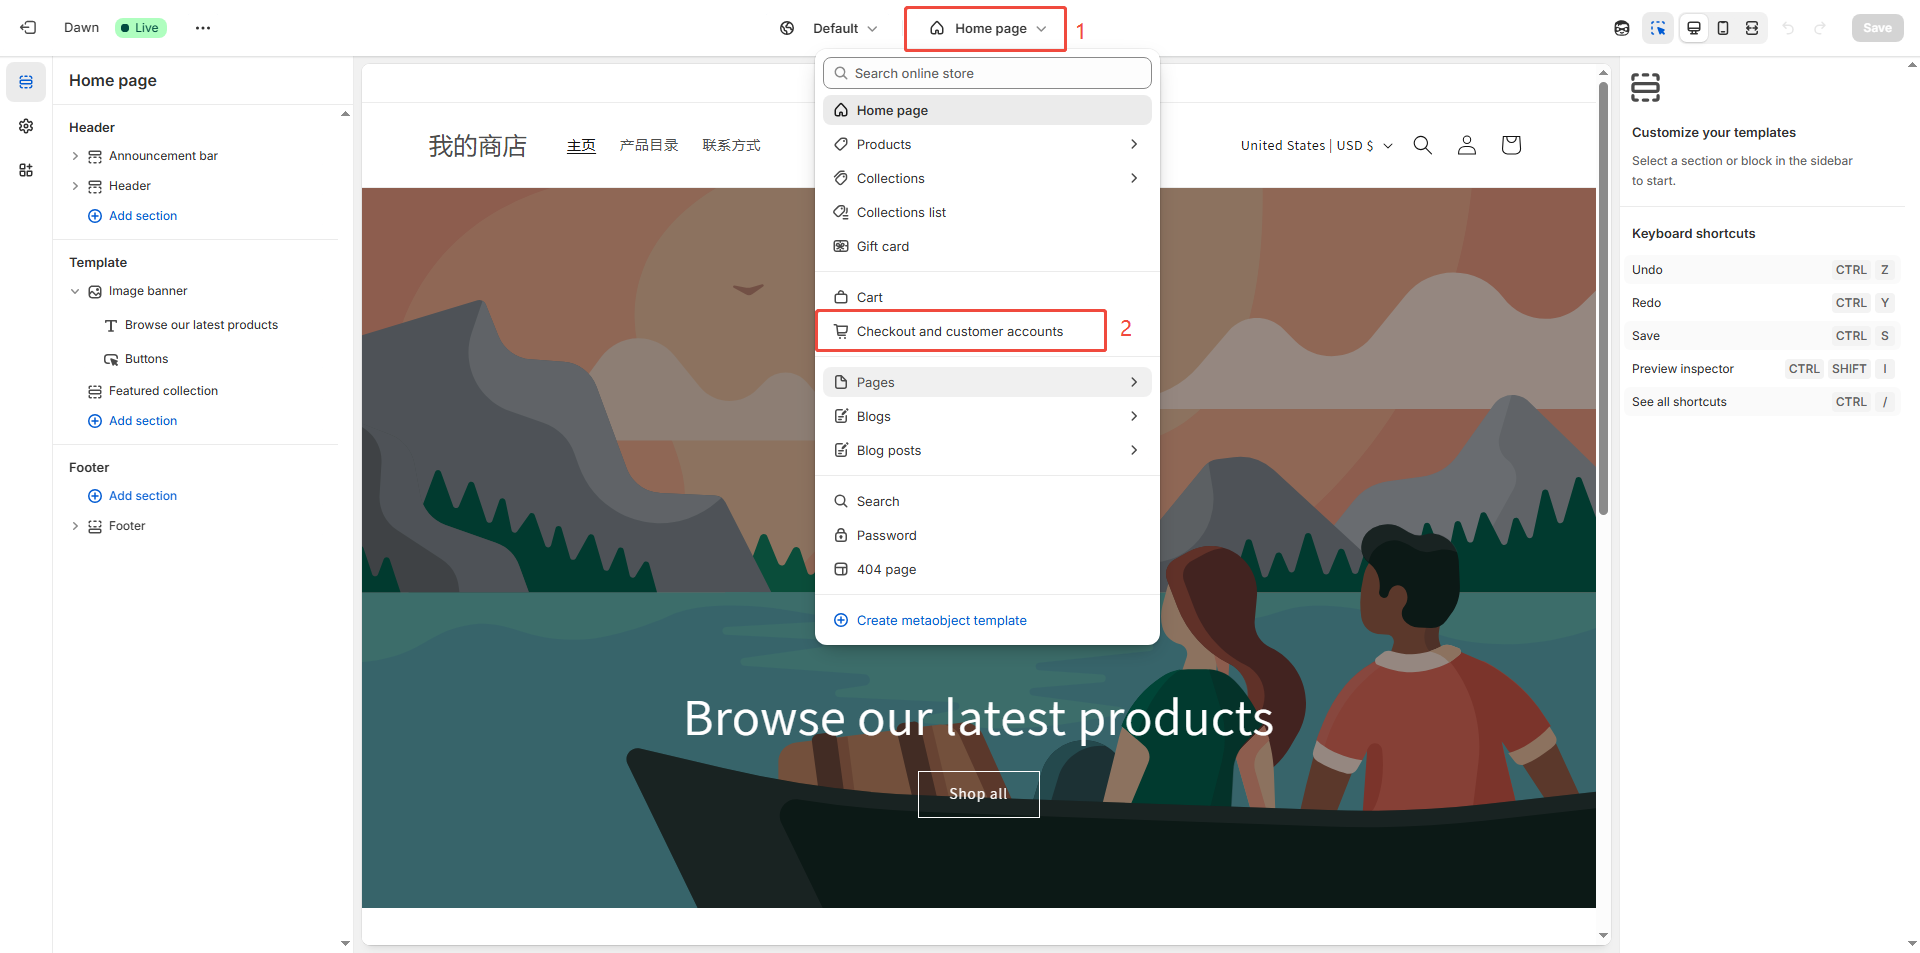 Dawn
Live
Default
Home page
1
Save
Home page
Header
Announcement bar
Header
Add section
Template
Image banner
Browse our latest products
Buttons
Featured collection
Add section
Footer
Add section
Footer
我的商店
主页
产品目录
联系方式
United States | USD $
Search online store
Home page
Products
Collections
Collections list
Gift card
Cart
Checkout and customer accounts
2
Pages
Blogs
Blog posts
Search
Password
404 page
Create metaobject template
Browse our latest products
Shop all
Customize your templates
Select a section or block in the sidebar
to start.
Keyboard shortcuts
Undo CTRL Z
Redo CTRL Y
Save CTRL S
Preview inspector CTRL SHIFT I
See all shortcuts CTRL /